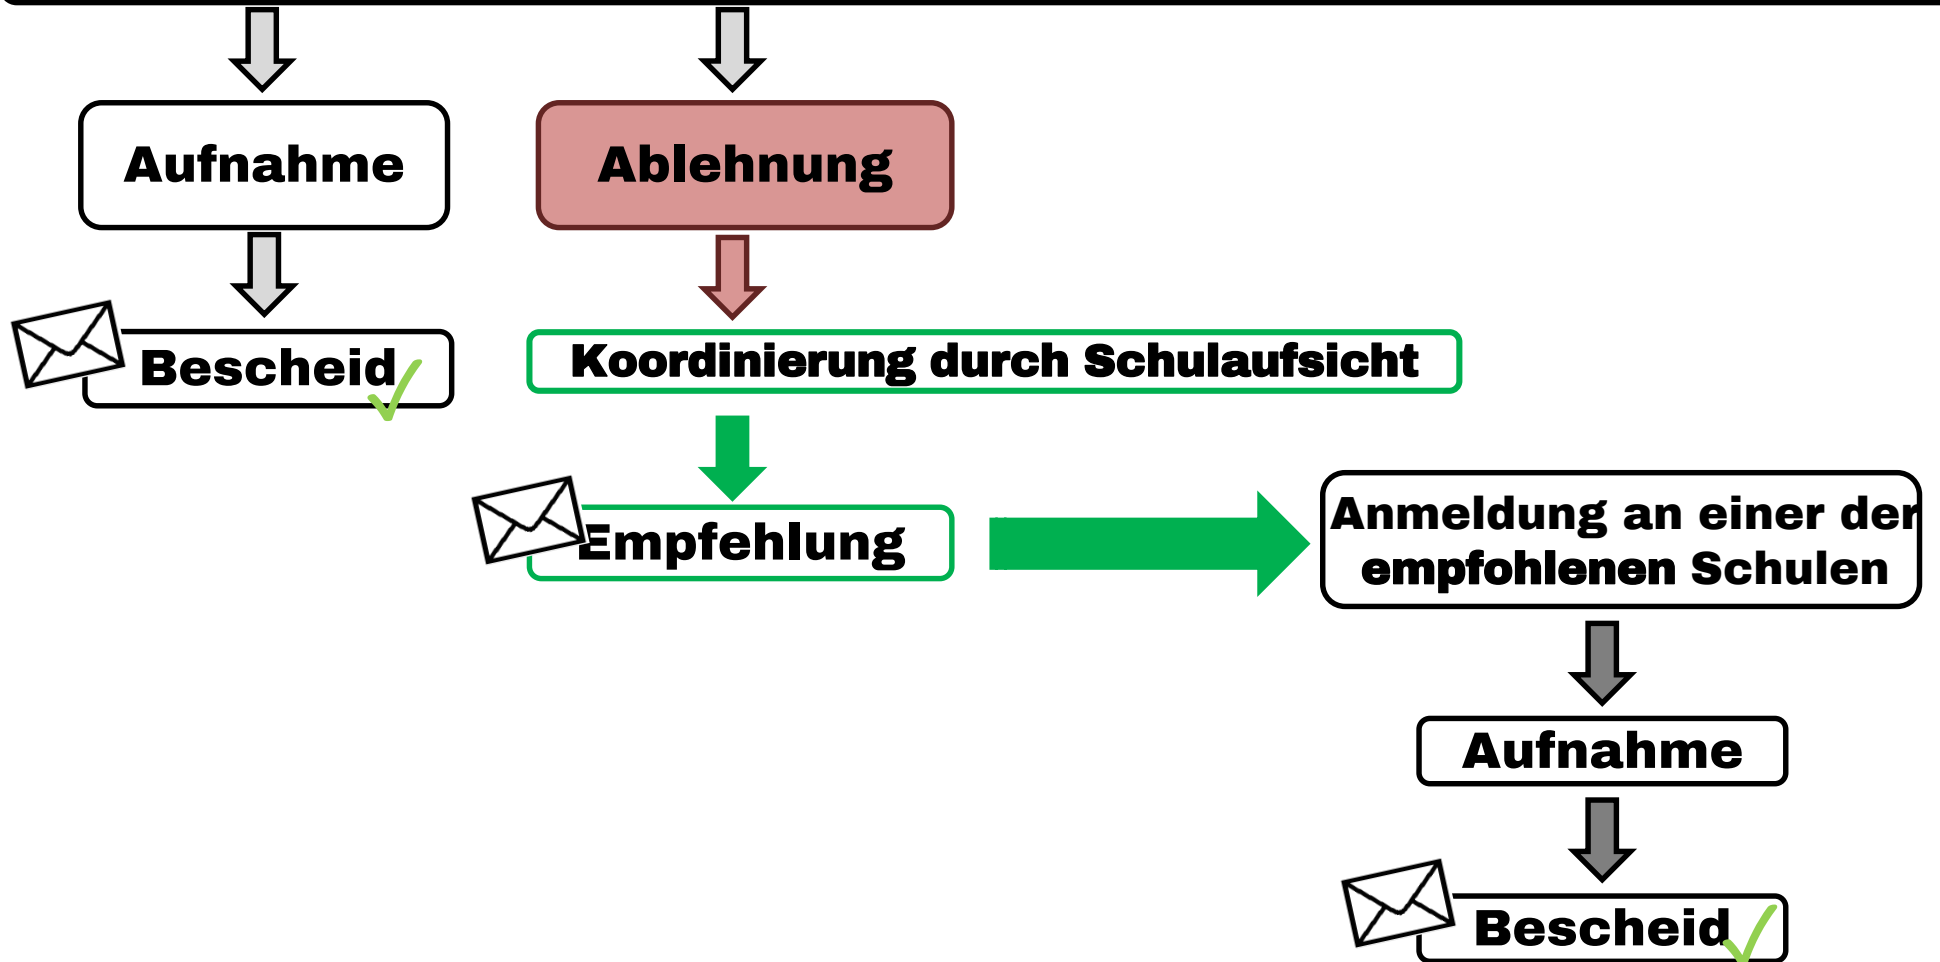 Aufnahme
Ablehnung
Bescheid
Koordinierung durch Schulaufsicht
Empfehlung
Anmeldung an einer der
empfohlenen Schulen
Aufnahme
Bescheid